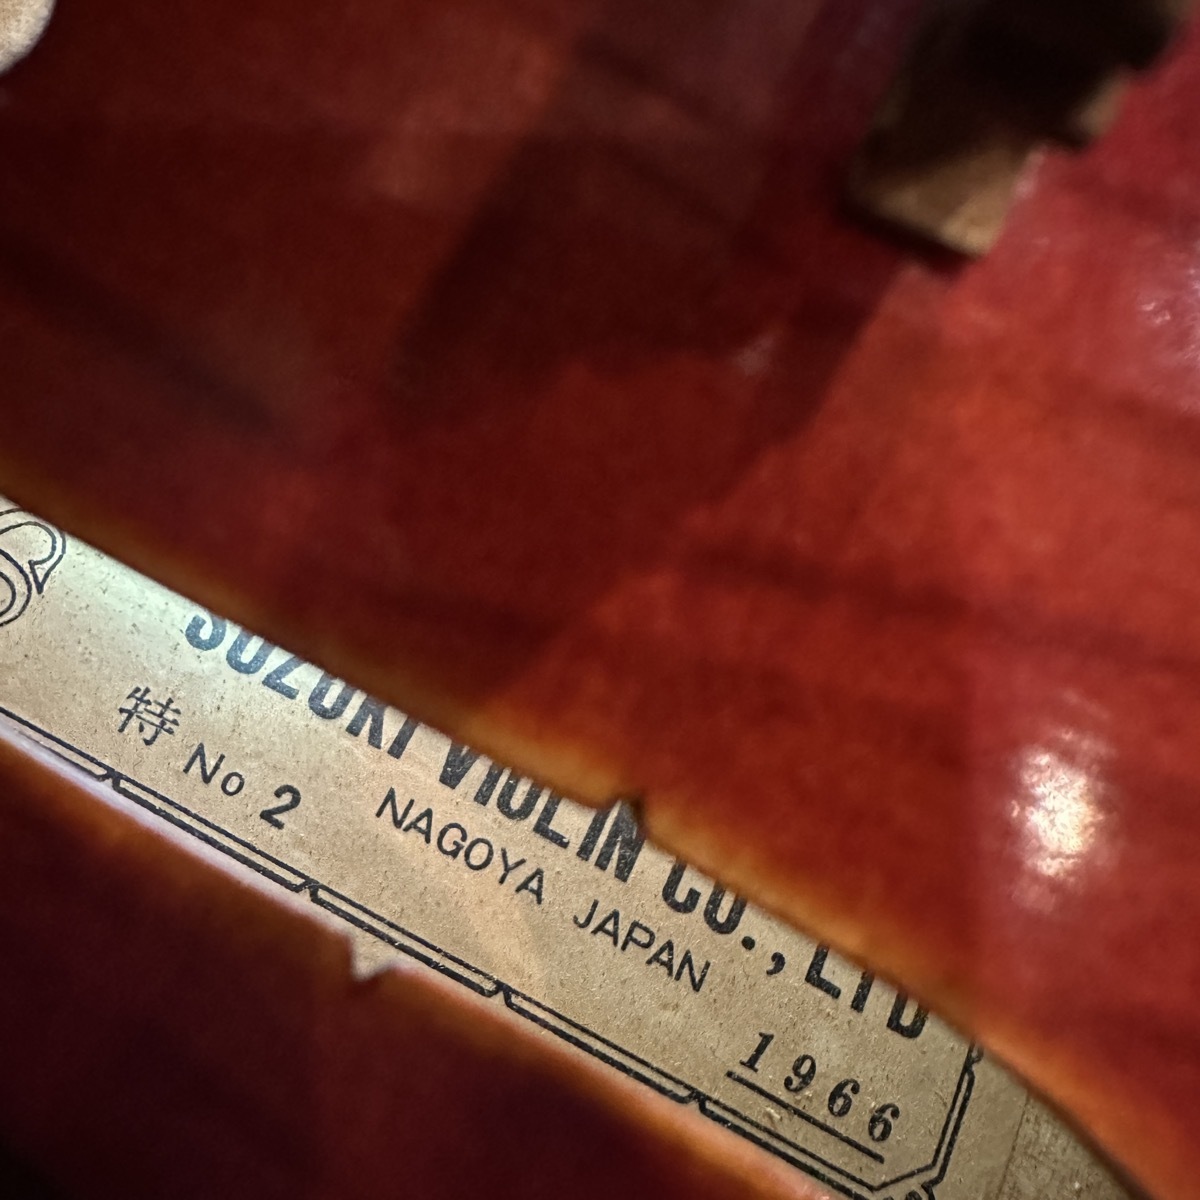 SUZUKI VIOLIN CO., LTD
特 No 2 NAGOYA JAPAN
1966